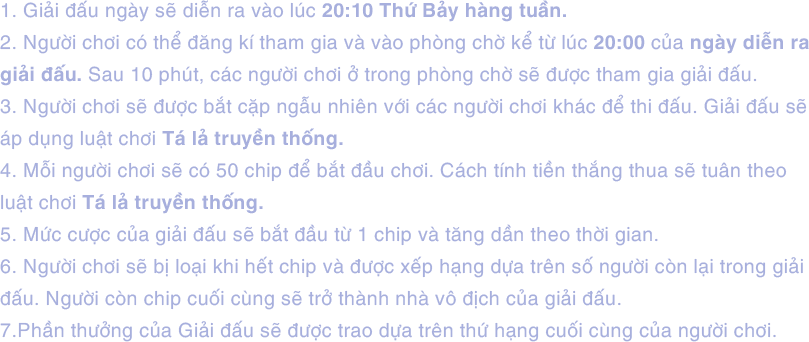 1. Giải đấu ngày sẽ diễn ra vào lúc 20:10 Thứ Bảy hàng tuần.
2. Người chơi có thể đăng kí tham gia và vào phòng chờ kể từ lúc 20:00 của ngày diễn ra
giải đấu. Sau 10 phút, các người chơi ở trong phòng chờ sẽ được tham gia giải đấu.
3. Người chơi sẽ được bắt cặp ngẫu nhiên với các người chơi khác để thi đấu. Giải đấu sẽ
áp dụng luật chơi Tá lả truyền thống.
4. Mỗi người chơi sẽ có 50 chip để bắt đầu chơi. Cách tính tiền thắng thua sẽ tuân theo
luật chơi Tá lả truyền thống.
5. Mức cược của giải đấu sẽ bắt đầu từ 1 chip và tăng dần theo thời gian.
6. Người chơi sẽ bị loại khi hết chip và được xếp hạng dựa trên số người còn lại trong giải
đấu. Người còn chip cuối cùng sẽ trở thành nhà vô địch của giải đấu.
7.Phần thưởng của Giải đấu sẽ được trao dựa trên thứ hạng cuối cùng của người chơi.